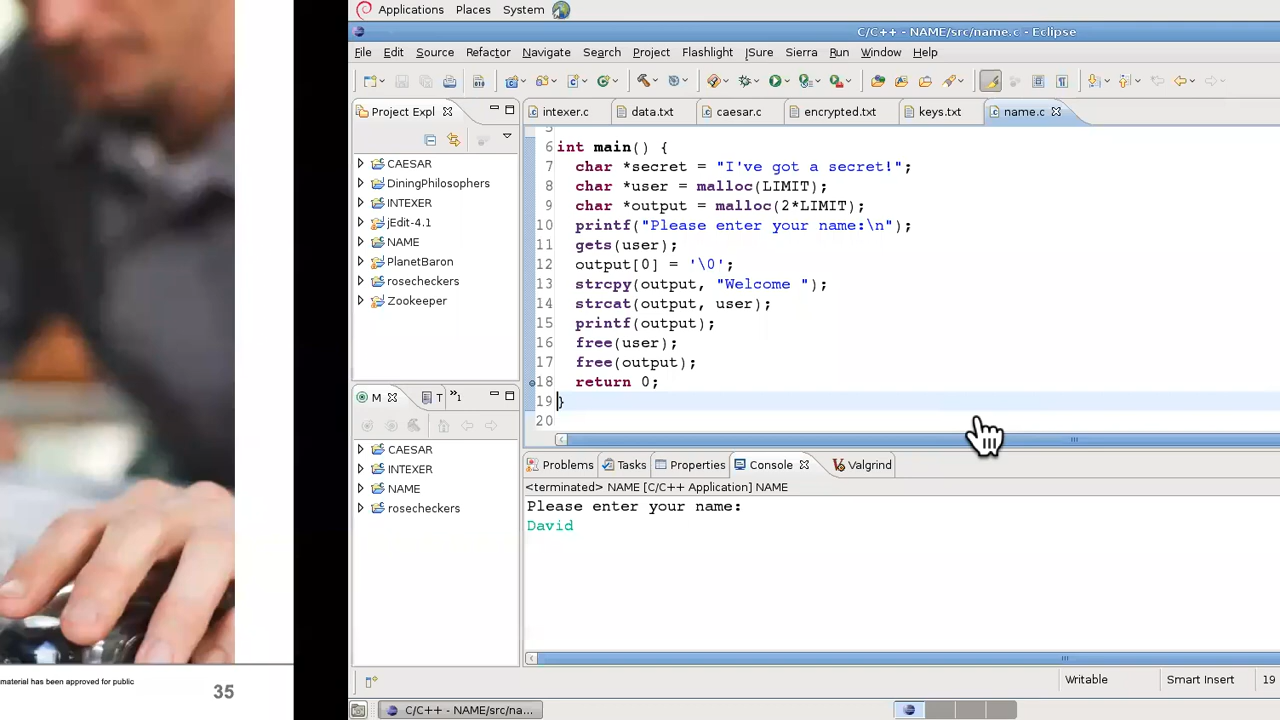 Applications Places System
C/C++ - NAME/src/name.c - Eclipse
File Edit Source Refactor Navigate Search Project Flashlight JSure Sierra Run Window Help
Project Expl
intexer.c data.txt caesar.c encrypted.txt keys.txt name.c
CAESAR
DiningPhilosophers
INTEXER
jEdit-4.1
NAME
PlanetBaron
rosecheckers
Zookeeper
6 int main() {
7 char *secret = "I've got a secret!";
8 char *user = malloc(LIMIT);
9 char *output = malloc(2*LIMIT);
10 printf("Please enter your name:\n");
11 gets(user);
12 output[0] = '\0';
13 strcpy(output, "Welcome ");
14 strcat(output, user);
15 printf(output);
16 free(user);
17 free(output);
18 return 0;
19 }
20
M T »1
CAESAR
INTEXER
NAME
rosecheckers
Problems Tasks Properties Console Valgrind
<terminated> NAME [C/C++ Application] NAME
Please enter your name:
David
Writable Smart Insert 19
C/C++ - NAME/src/na...
material has been approved for public
35